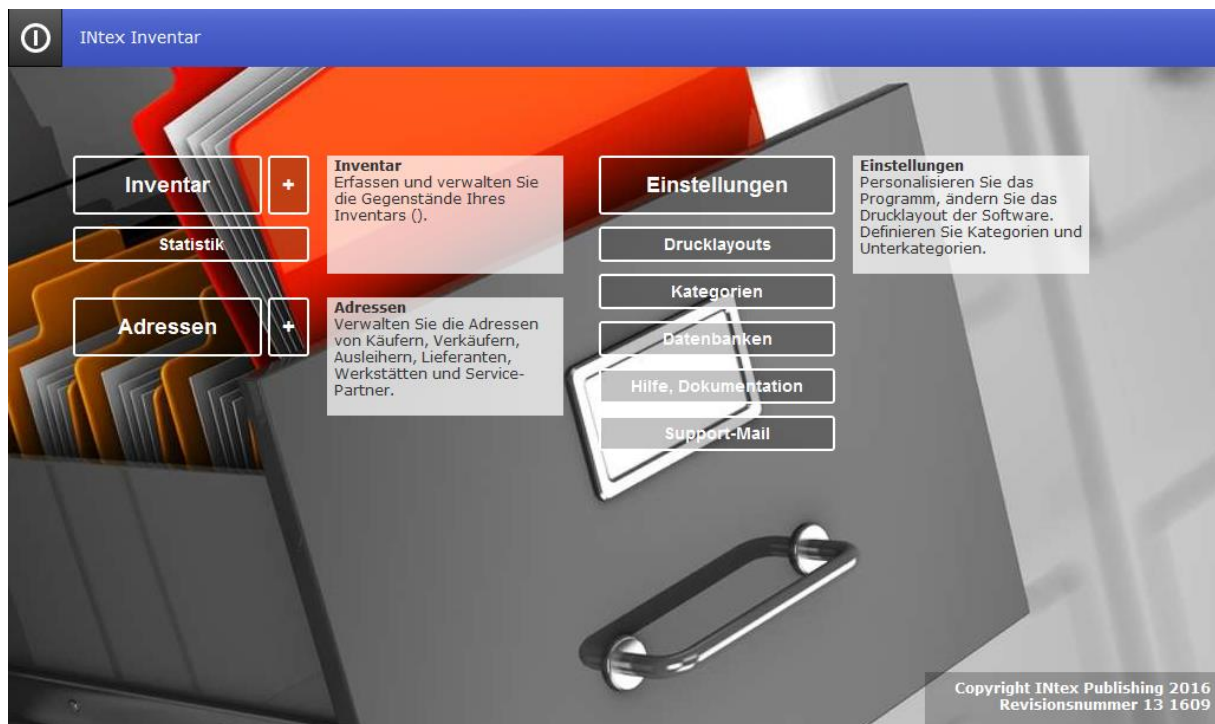 INtex Inventar
Inventar
+
Inventar
Erfassen und verwalten Sie
die Gegenstände Ihres
Inventars ().
Statistik
Adressen
+
Adressen
Verwalten Sie die Adressen
von Käufern, Verkäufern,
Ausleihern, Lieferanten,
Werkstätten und Service-
Partner.
Einstellungen
Einstellungen
Personalisieren Sie das
Programm, ändern Sie das
Drucklayout der Software.
Definieren Sie Kategorien und
Unterkategorien.
Drucklayouts
Kategorien
Datenbanken
Hilfe, Dokumentation
Support-Mail
Copyright INtex Publishing 2016
Revisionsnummer 13 1609